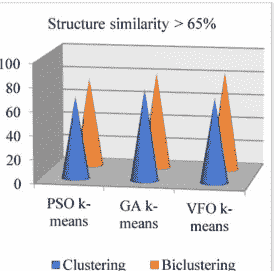 Structure similarity > 65%
100
80
60
40
20
0
PSO k-
means
GA k-
means
VFO k-
means
Clustering
Biclustering